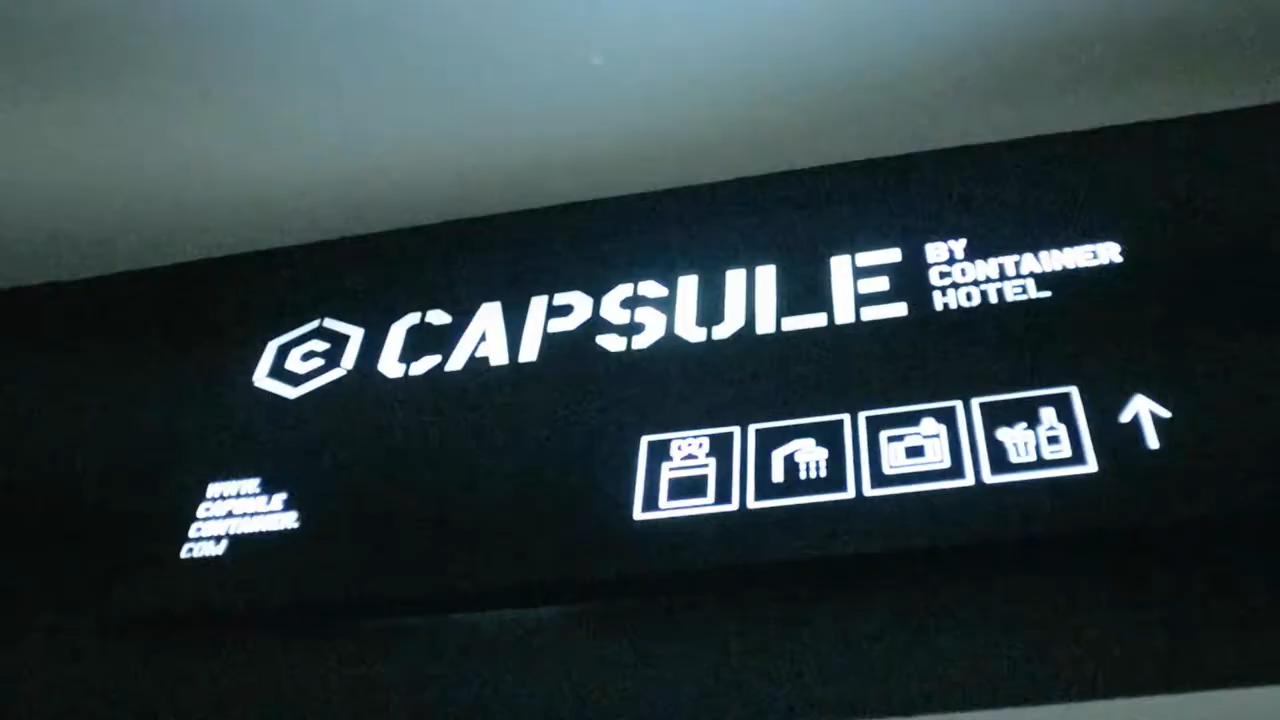 C CAPSULE
BY
CONTAINER
HOTEL
WWW.
CAPSULE
CONTAINER.
COM